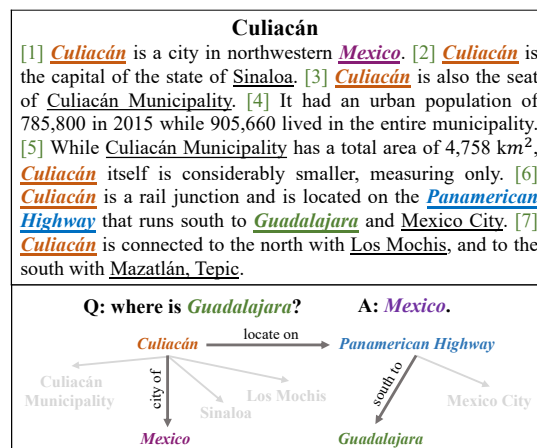 Culiacán
[1] Culiacán is a city in northwestern Mexico. [2] Culiacán is
the capital of the state of Sinaloa. [3] Culiacán is also the seat
of Culiacán Municipality. [4] It had an urban population of
785,800 in 2015 while 905,660 lived in the entire municipality.
[5] While Culiacán Municipality has a total area of 4,758 km²,
Culiacán itself is considerably smaller, measuring only. [6]
Culiacán is a rail junction and is located on the Panamerican
Highway that runs south to Guadalajara and Mexico City. [7]
Culiacán is connected to the north with Los Mochis, and to the
south with Mazatlán, Tepic.
Q: where is Guadalajara? A: Mexico.
Culiacán locate on Panamerican Highway
Culiacán
Municipality
city of
Sinaloa
Los Mochis
south to
Mexico City
Mexico
Guadalajara